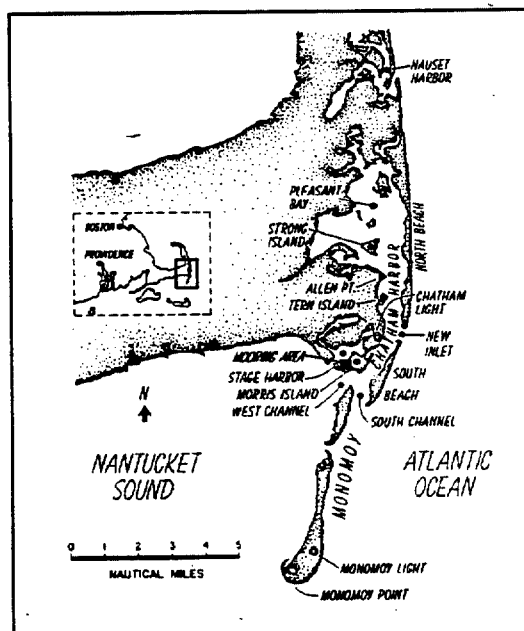 NAUSET
HARBOR
PLEASANT
BAY
STRONG
ISLAND
NORTH BEACH
BOSTON
PROVIDENCE
ALLEN PT.
TERN ISLAND
CHATHAM HARBOR
CHATHAM
LIGHT
NEW
INLET
MOORING AREA
STAGE HARBOR
MORRIS ISLAND
WEST CHANNEL
SOUTH
BEACH
SOUTH CHANNEL
N
NANTUCKET
SOUND
MONOMOY
ATLANTIC
OCEAN
0 1 2 3 4 5
NAUTICAL MILES
MONOMOY LIGHT
MONOMOY POINT